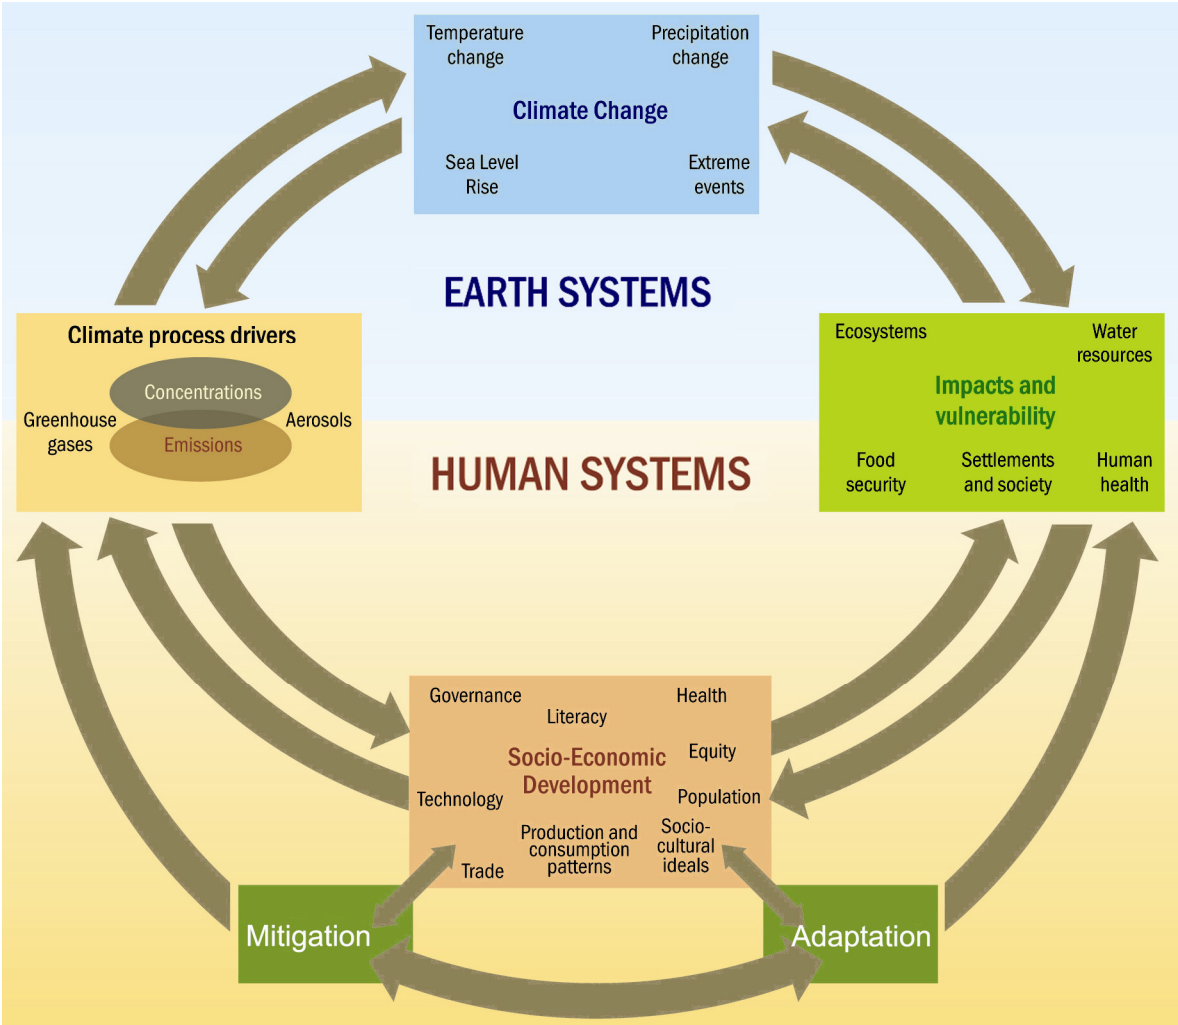 Temperature
change
Precipitation
change
Climate Change
Sea Level
Rise
Extreme
events
EARTH SYSTEMS
Climate process drivers
Concentrations
Greenhouse
gases
Aerosols
Emissions
Ecosystems
Water
resources
Impacts and
vulnerability
Food
security
Settlements
and society
Human
health
HUMAN SYSTEMS
Governance
Literacy
Health
Socio-Economic
Development
Equity
Technology
Population
Production and
consumption
patterns
Socio-
cultural
ideals
Trade
Mitigation
Adaptation